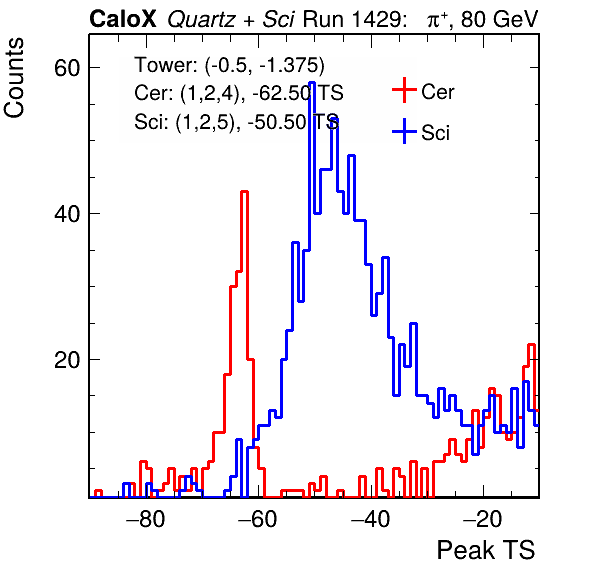 CaloX Quartz + Sci Run 1429: π⁺, 80 GeV
Counts
Tower: (-0.5, -1.375)
Cer: (1,2,4), -62.50 TS
Sci: (1,2,5), -50.50 TS
Cer
Sci
60
40
20
−80 −60 −40 −20
Peak TS